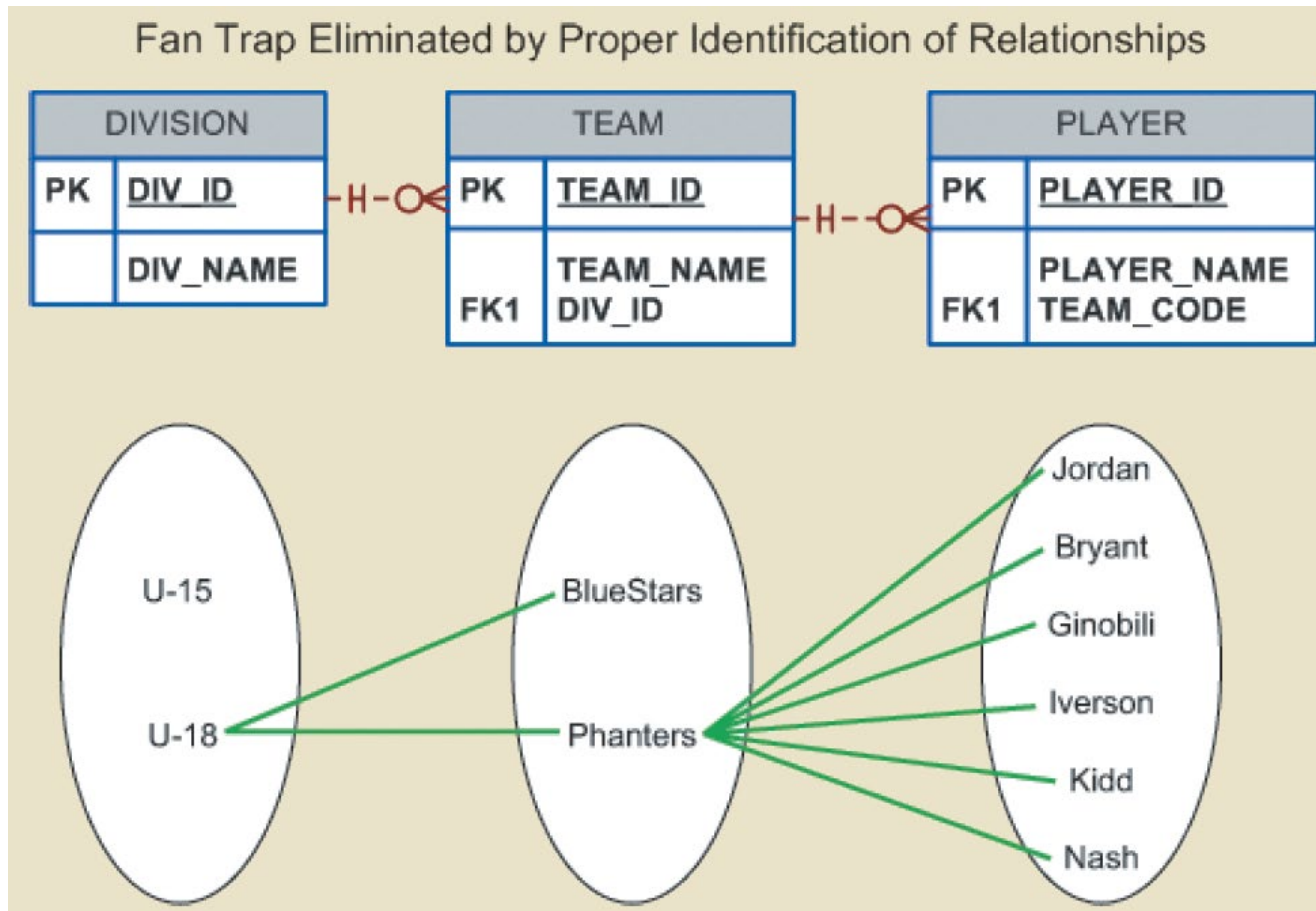 Fan Trap Eliminated by Proper Identification of Relationships
DIVISION
PK DIV_ID
DIV_NAME
TEAM
PK TEAM_ID
TEAM_NAME
FK1 DIV_ID
PLAYER
PK PLAYER_ID
PLAYER_NAME
FK1 TEAM_CODE
U-15
U-18
BlueStars
Phanters
Jordan
Bryant
Ginobili
Iverson
Kidd
Nash